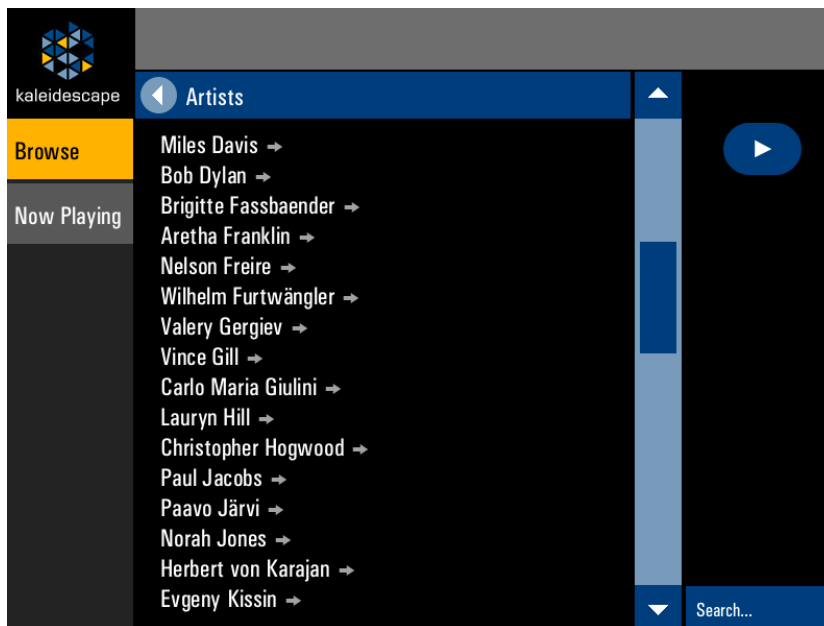 kaleidescape
Artists
Browse
Now Playing
Miles Davis
Bob Dylan
Brigitte Fassbaender
Aretha Franklin
Nelson Freire
Wilhelm Furtwängler
Valery Gergiev
Vince Gill
Carlo Maria Giulini
Lauryn Hill
Christopher Hogwood
Paul Jacobs
Paavo Järvi
Norah Jones
Herbert von Karajan
Evgeny Kissin
Search...